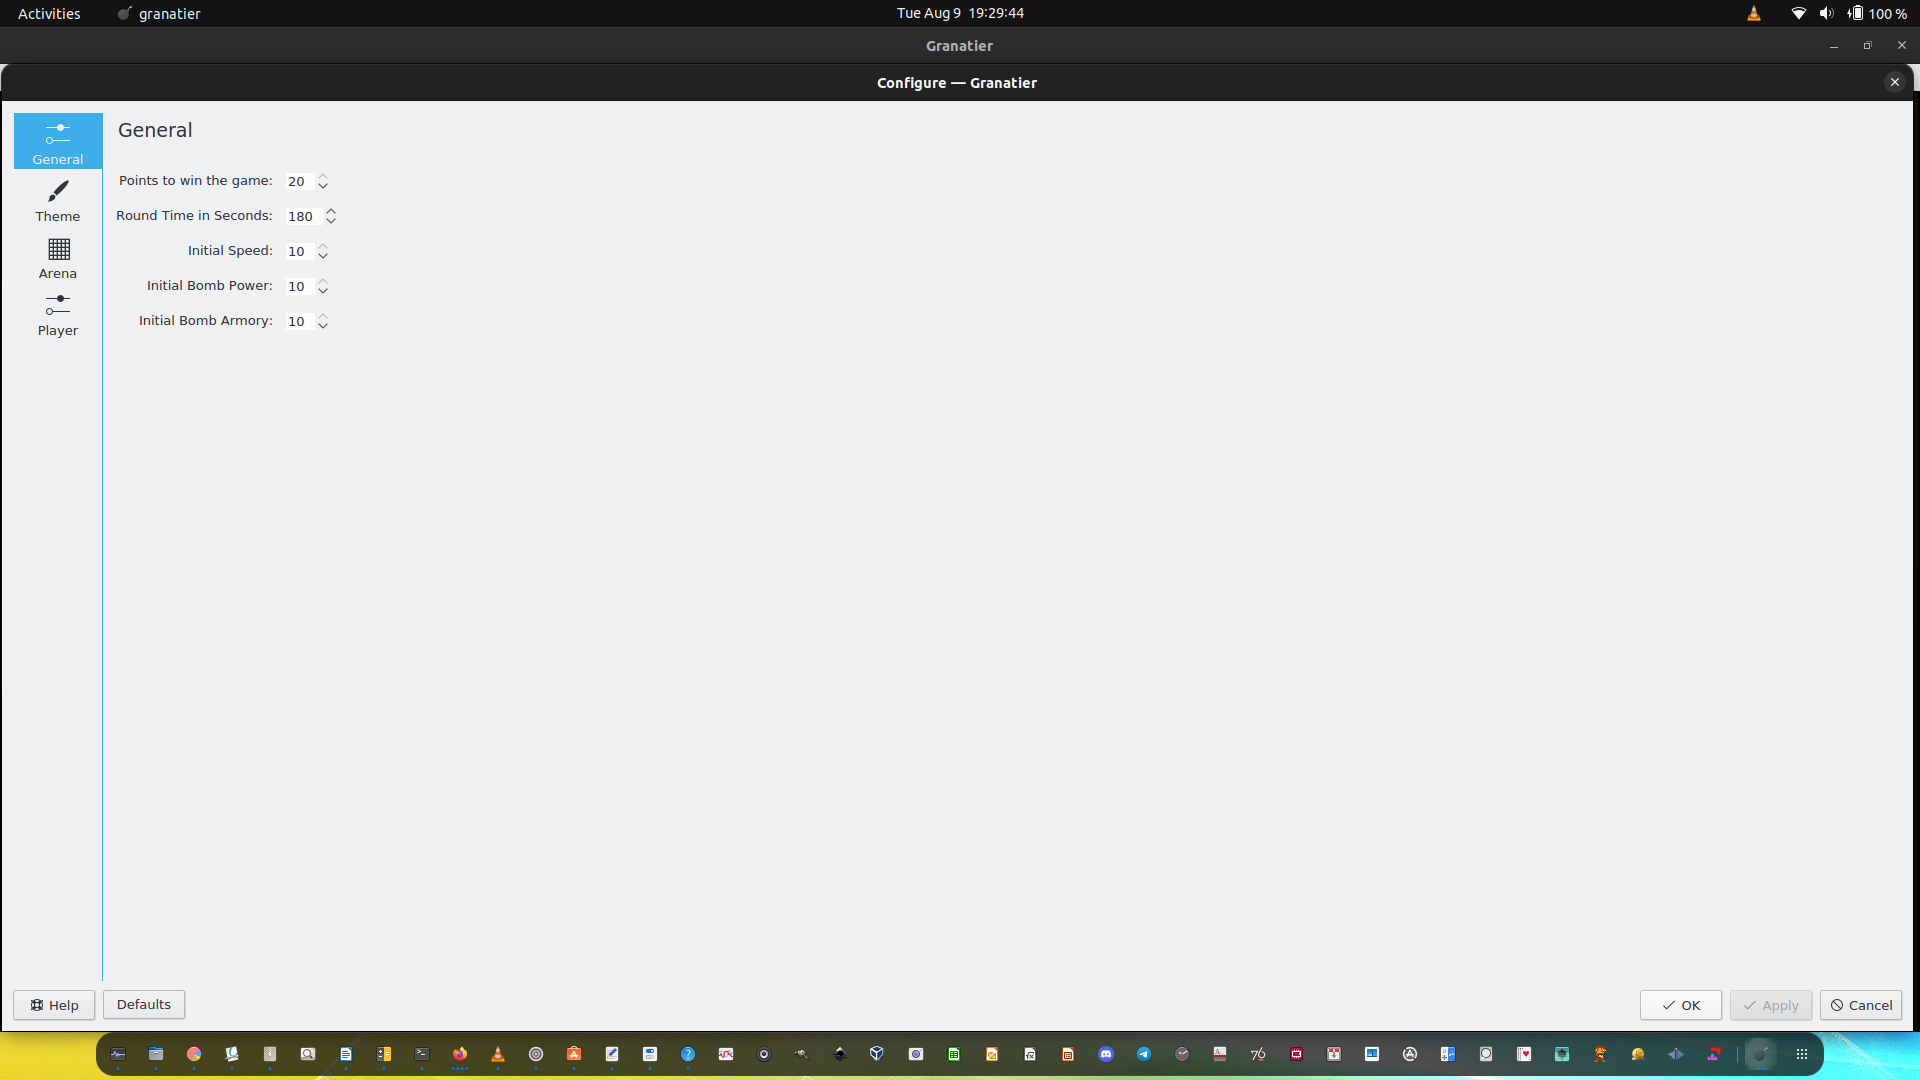 Activities
granatier
Tue Aug 9 19:29:44
100 %
Granatier
Configure — Granatier
General
General
Theme
Arena
Player
Points to win the game: 20
Round Time in Seconds: 180
Initial Speed: 10
Initial Bomb Power: 10
Initial Bomb Armory: 10
Help
Defaults
OK
Apply
Cancel